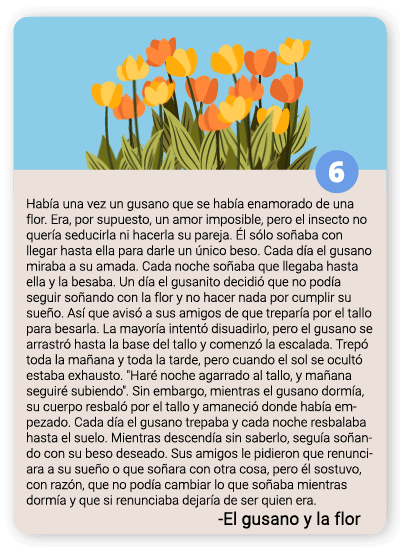 6
Había una vez un gusano que se había enamorado de una
flor. Era, por supuesto, un amor imposible, pero el insecto no
quería seducirla ni hacerla su pareja. Él sólo soñaba con
llegar hasta ella para darle un único beso. Cada día el gusano
miraba a su amada. Cada noche soñaba que llegaba hasta
ella y la besaba. Un día el gusanito decidió que no podía
seguir soñando con la flor y no hacer nada por cumplir su
sueño. Así que avisó a sus amigos de que treparía por el tallo
para besarla. La mayoría intentó disuadirlo, pero el gusano se
arrastró hasta la base del tallo y comenzó la escalada. Trepó
toda la mañana y toda la tarde, pero cuando el sol se ocultó
estaba exhausto. "Haré noche agarrado al tallo, y mañana
seguiré subiendo". Sin embargo, mientras el gusano dormía,
su cuerpo resbaló por el tallo y amaneció donde había em-
pezado. Cada día el gusano trepaba y cada noche resbalaba
hasta el suelo. Mientras descendía sin saberlo, seguía soñan-
do con su beso deseado. Sus amigos le pidieron que renunci-
ara a su sueño o que soñara con otra cosa, pero él sostuvo,
con razón, que no podía cambiar lo que soñaba mientras
dormía y que si renunciaba dejaría de ser quien era.
-El gusano y la flor